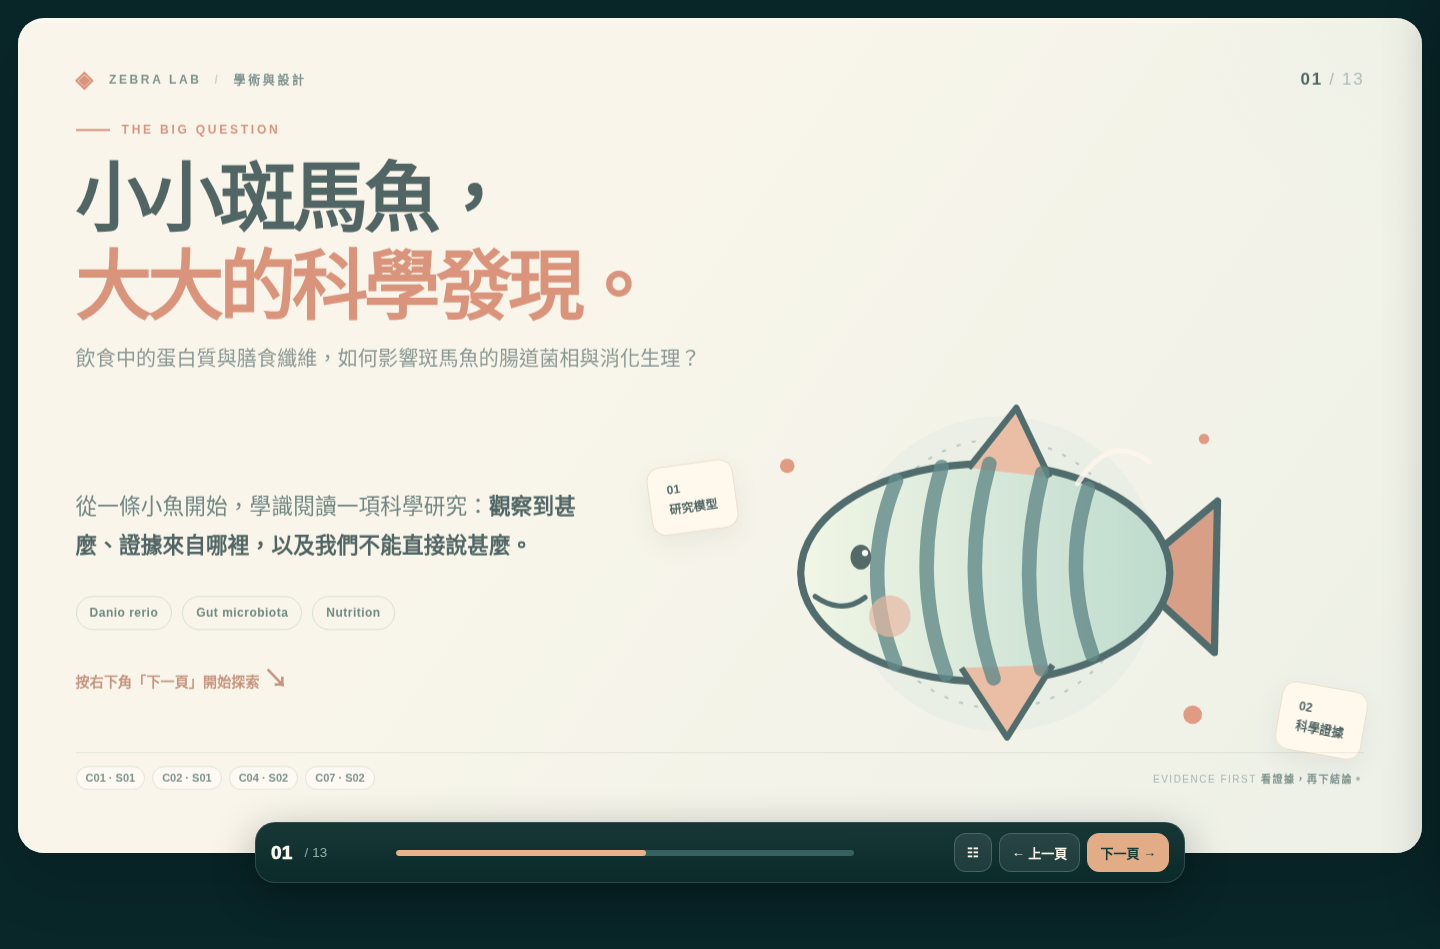 ZEBRA LAB / 學術與設計
01 / 13
THE BIG QUESTION
小小斑馬魚，
大大的科學發現。
飲食中的蛋白質與膳食纖維，如何影響斑馬魚的腸道菌相與消化生理？
從一條小魚開始，學識閱讀一項科學研究：觀察到甚
麼、證據來自哪裡，以及我們不能直接說甚麼。
Danio rerio
Gut microbiota
Nutrition
按右下角「下一頁」開始探索 ↘
01
研究模型
02
科學證據
C01 · S01
C02 · S01
C04 · S02
C07 · S02
EVIDENCE FIRST 看證據，再下結論。
01 / 13
← 上一頁
下一頁 →